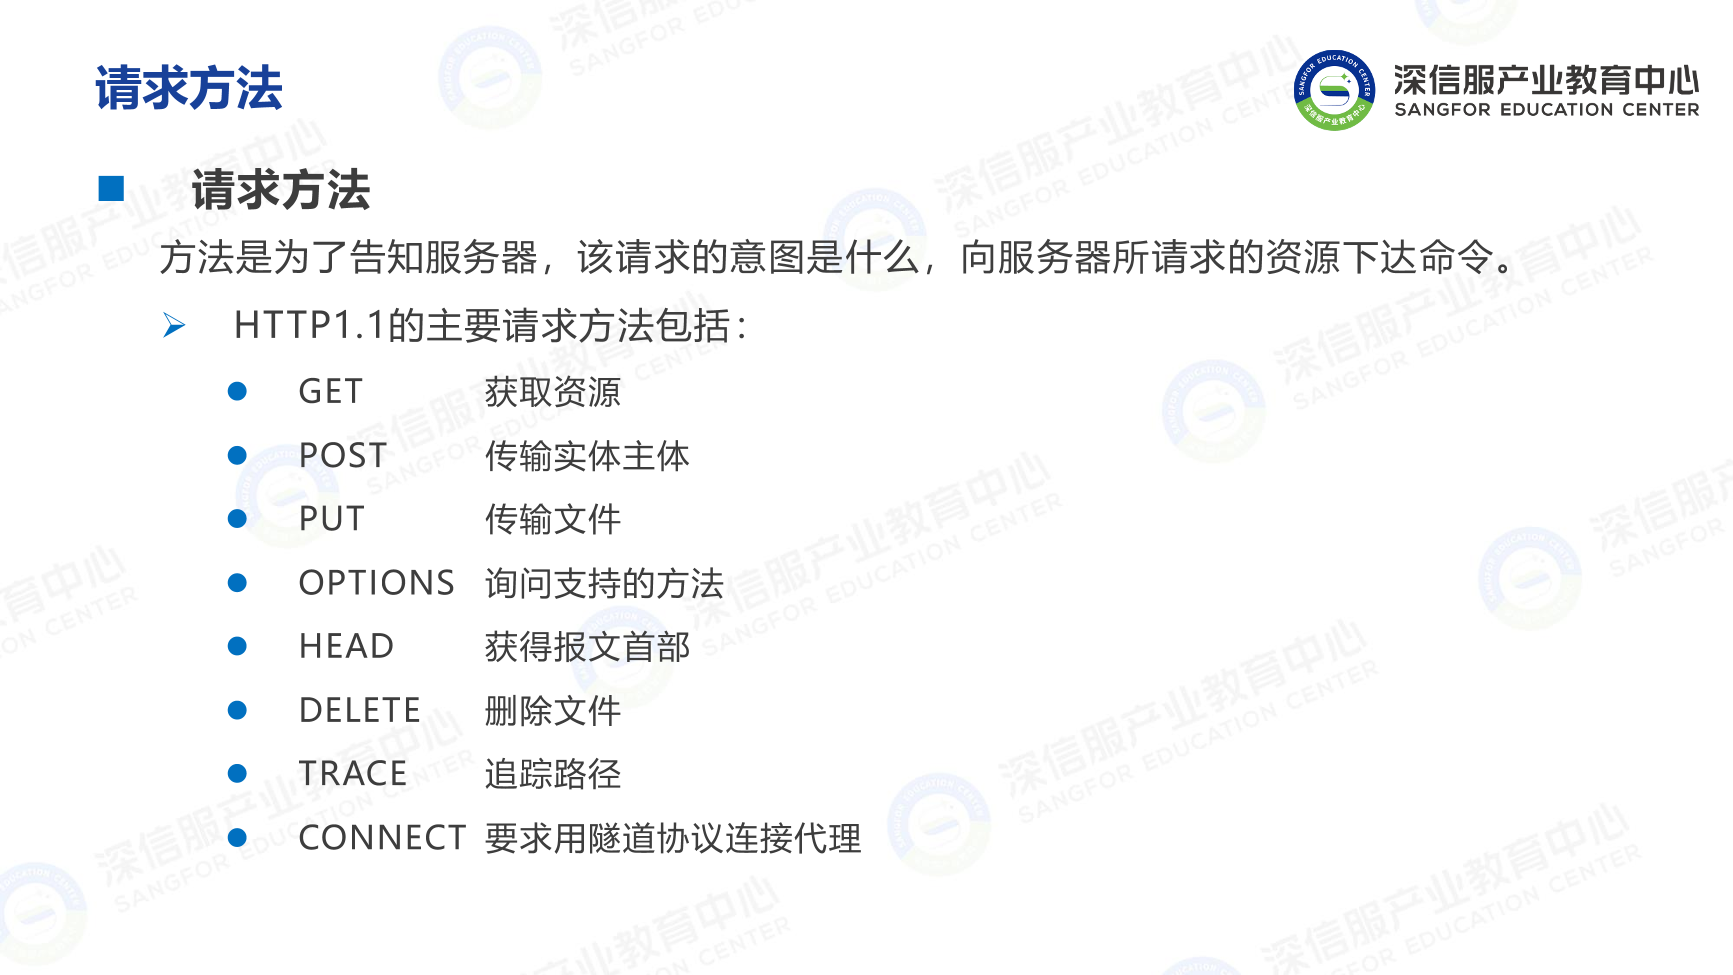 请求方法
深信服产业教育中心
SANGFOR EDUCATION CENTER
请求方法
方法是为了告知服务器，该请求的意图是什么，向服务器所请求的资源下达命令。
HTTP1.1的主要请求方法包括：
GET 获取资源
POST 传输实体主体
PUT 传输文件
OPTIONS 询问支持的方法
HEAD 获得报文首部
DELETE 删除文件
TRACE 追踪路径
CONNECT 要求用隧道协议连接代理